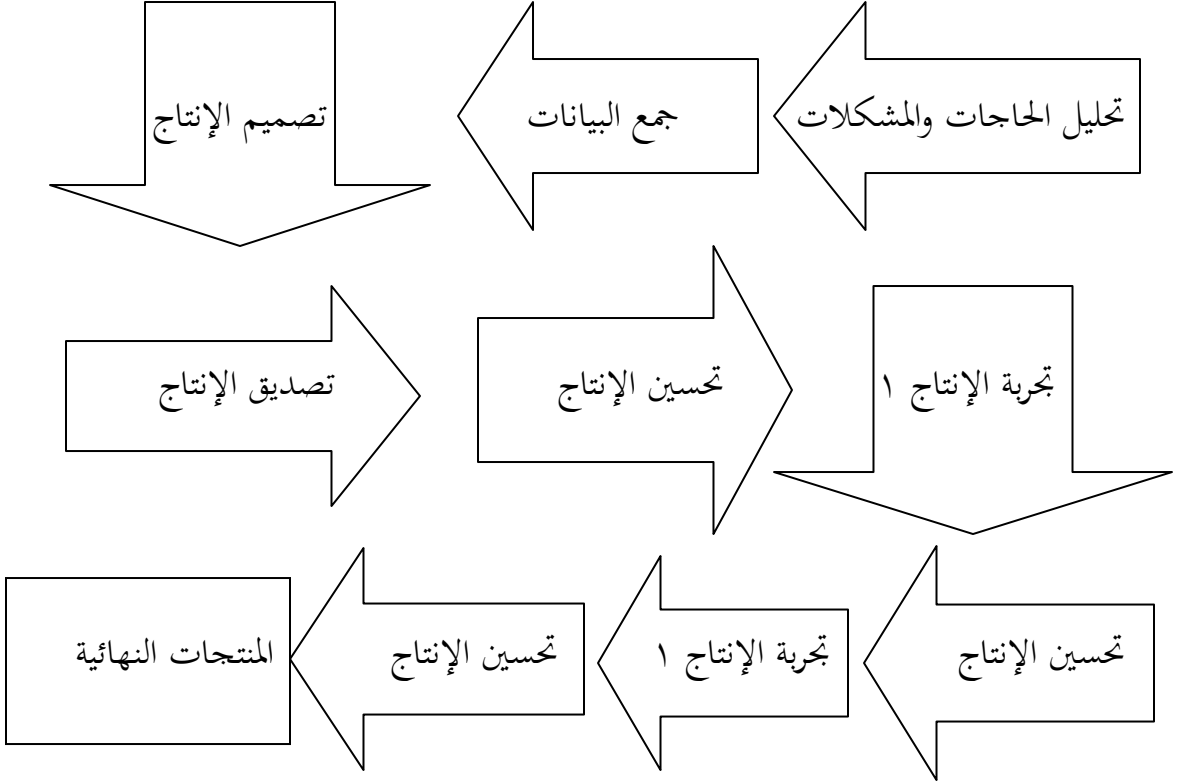 تحليل الحاجات والمشكلات
جمع البيانات
تصميم الإنتاج
تصديق الإنتاج
تحسين الإنتاج
تجربة الإنتاج ١
تحسين الإنتاج
تجربة الإنتاج ١
تحسين الإنتاج
المنتجات النهائية